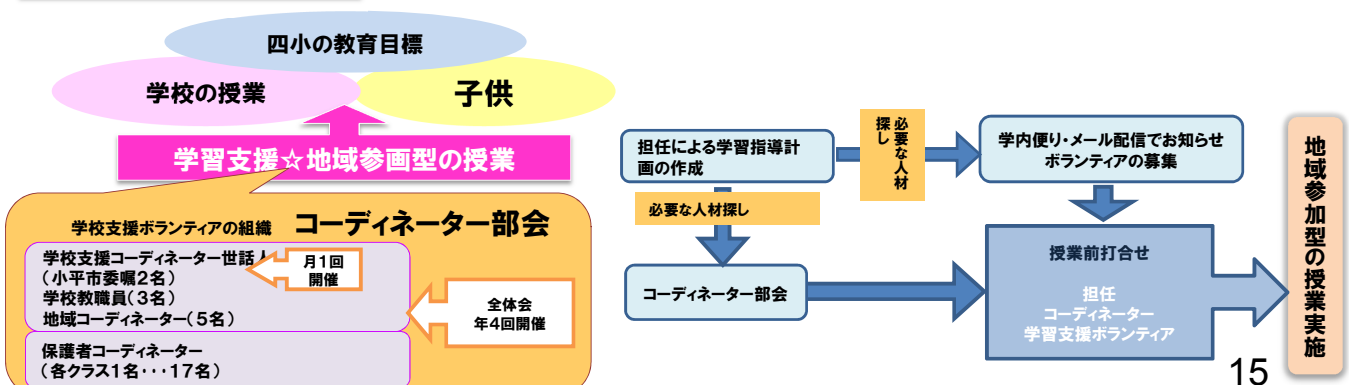 四小の教育目標
学校の授業
子供
学習支援☆地域参画型の授業
学校支援ボランティアの組織 コーディネーター部会
学校支援コーディネーター世話人
(小平市委嘱2名)
学校教職員(3名)
地域コーディネーター(5名)
月1回
開催
全体会
年4回開催
保護者コーディネーター
(各クラス1名・・・17名)
担任による学習指導計
画の作成
必要な人材
探し
学内便り・メール配信でお知らせ
ボランティアの募集
必要な人材探し
コーディネーター部会
授業前打合せ
担任
コーディネーター
学習支援ボランティア
地域参加型の授業実施
15